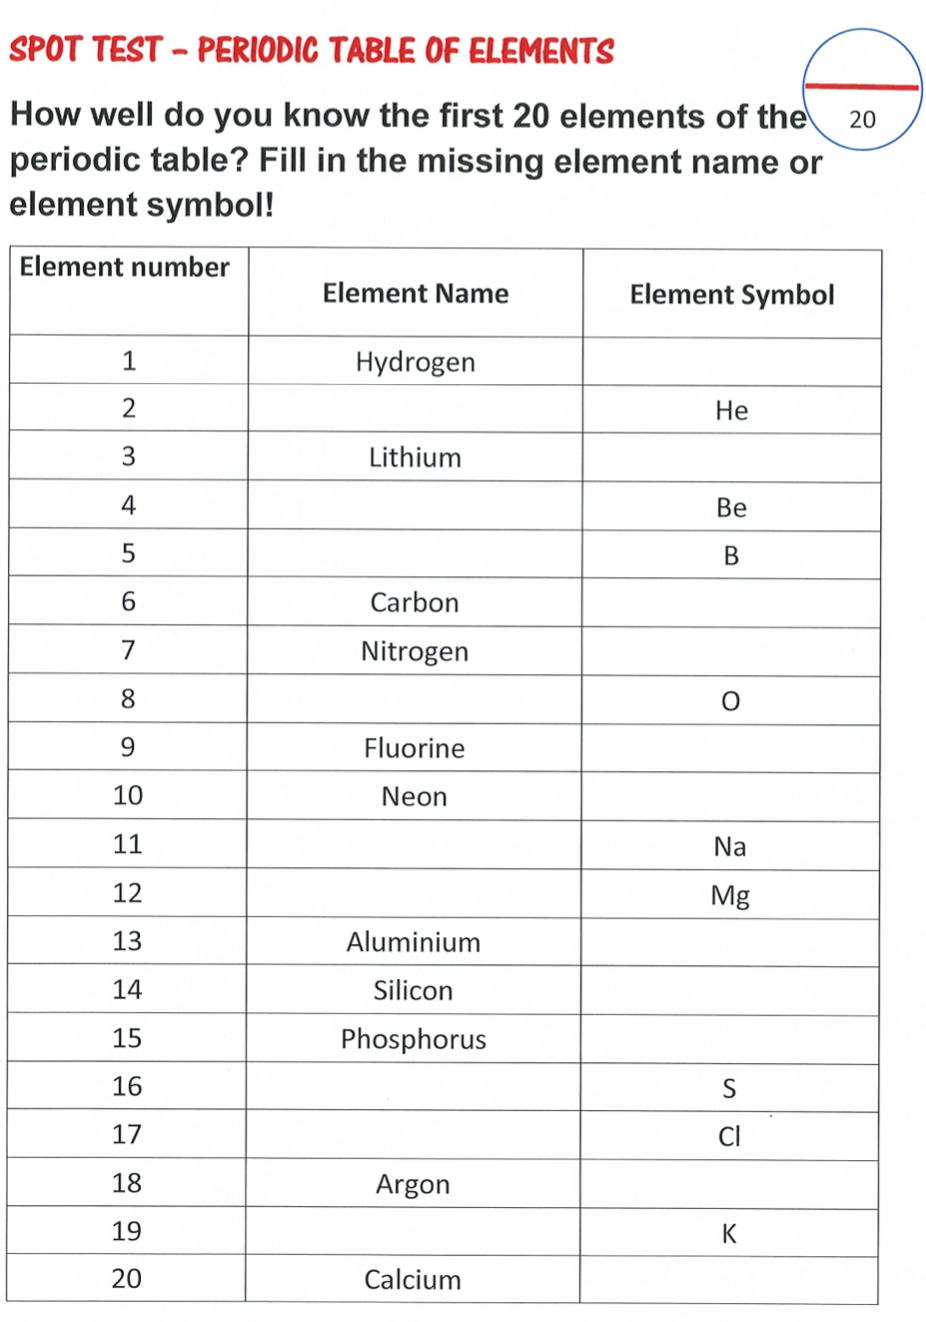 SPOT TEST – PERIODIC TABLE OF ELEMENTS
20
How well do you know the first 20 elements of the
periodic table? Fill in the missing element name or
element symbol!
Element number Element Name Element Symbol
1 Hydrogen
2 He
3 Lithium
4 Be
5 B
6 Carbon
7 Nitrogen
8 O
9 Fluorine
10 Neon
11 Na
12 Mg
13 Aluminium
14 Silicon
15 Phosphorus
16 S
17 Cl
18 Argon
19 K
20 Calcium